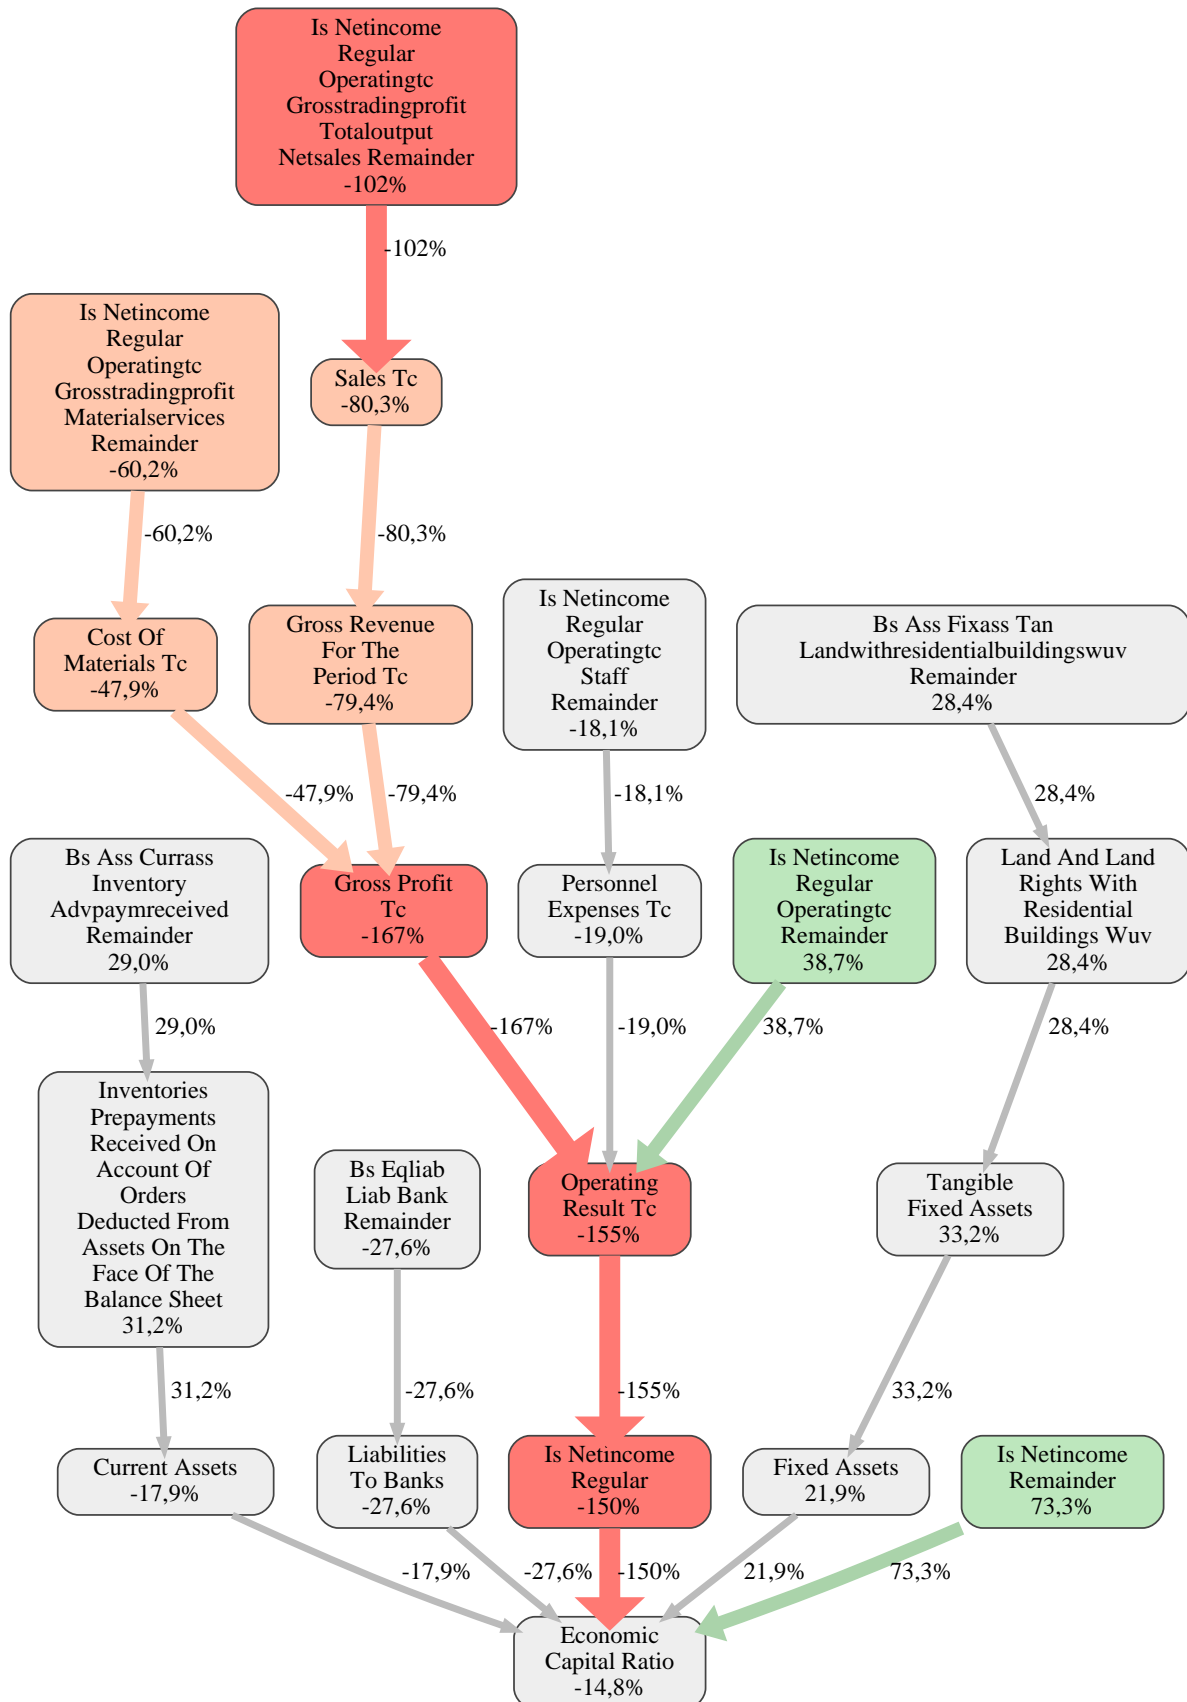 Is Netincome
Regular
Operatingtc
Grosstradingprofit
Totaloutput
Netsales Remainder
-102%
-102%
Is Netincome
Regular
Operatingtc
Grosstradingprofit
Materialservices
Remainder
-60,2%
Sales Tc
-80,3%
-60,2%
-80,3%
Cost Of
Materials Tc
-47,9%
Gross Revenue
For The
Period Tc
-79,4%
Is Netincome
Regular
Operatingtc
Staff
Remainder
-18,1%
Bs Ass Fixass Tan
Landwithresidentialbuildingswuv
Remainder
28,4%
-47,9%
-79,4%
-18,1%
28,4%
Bs Ass Currass
Inventory
Advpaymreceived
Remainder
29,0%
Gross Profit
Tc
-167%
Personnel
Expenses Tc
-19,0%
Is Netincome
Regular
Operatingtc
Remainder
38,7%
Land And Land
Rights With
Residential
Buildings Wuv
28,4%
29,0%
-167%
-19,0%
38,7%
28,4%
Inventories
Prepayments
Received On
Account Of
Orders
Deducted From
Assets On The
Face Of The
Balance Sheet
31,2%
Bs Eqliab
Liab Bank
Remainder
-27,6%
Operating
Result Tc
-155%
Tangible
Fixed Assets
33,2%
31,2%
-27,6%
-155%
33,2%
Current Assets
-17,9%
Liabilities
To Banks
-27,6%
Is Netincome
Regular
-150%
Fixed Assets
21,9%
Is Netincome
Remainder
73,3%
-17,9%
-27,6%
-150%
21,9%
73,3%
Economic
Capital Ratio
-14,8%